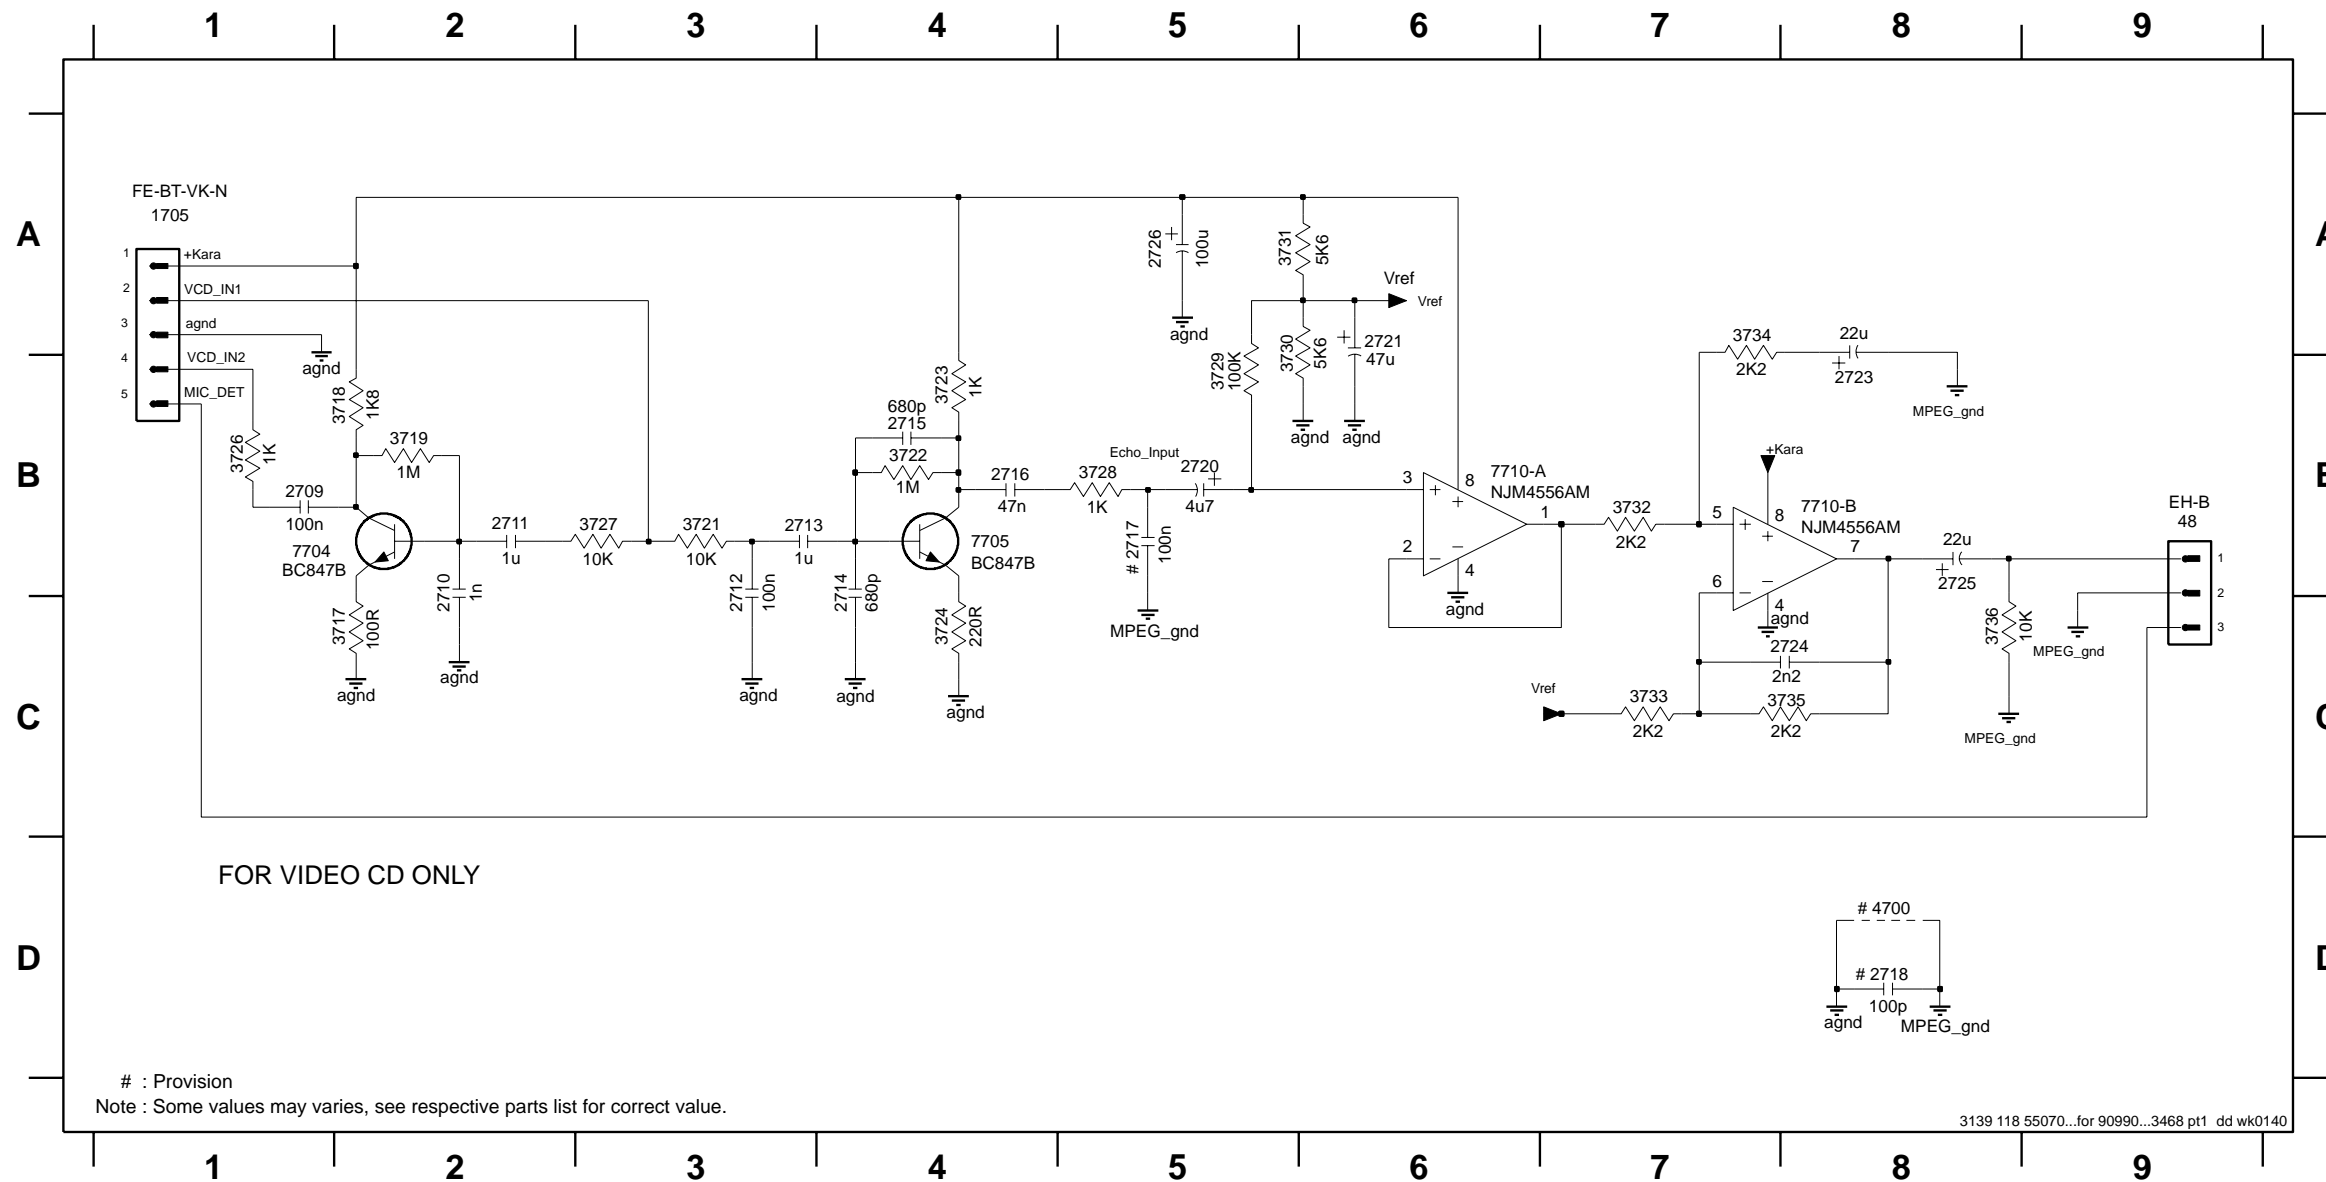 1 2 3 4 5 6 7 8 9
FE-BT-VK-N
1705
A
1 +Kara
2 VCD_IN1
3 agnd
4 VCD_IN2
5 MIC_DET
agnd
2726 100u
agnd
3731 5K6
Vref
Vref
3730 5K6
2721
47u
3729 100K
agnd
agnd
3734
2K2
22u
2723
MPEG_gnd
B
3718 1K8
3726 1K
3719
1M
2709
100n
7704
BC847B
3717 100R
agnd
2710 1n
agnd
2711
1u
3727
10K
3721
10K
2712 100n
agnd
2713
1u
2714 680p
agnd
680p
2715
3722
1M
3723 1K
7705
BC847B
3724 220R
agnd
2716
47n
3728
1K
Echo_Input
2720
4u7
# 2717 100n
MPEG_gnd
7710-A
NJM4556AM
3
2
8
4
1
agnd
3732
2K2
+Kara
7710-B
NJM4556AM
5
6
8
4
7
agnd
22u
2725
EH-B
48
1
2
3
3736 10K
MPEG_gnd
MPEG_gnd
2724
2n2
C
Vref
3733
2K2
3735
2K2
FOR VIDEO CD ONLY
D
# 4700
# 2718
100p
agnd
MPEG_gnd
# : Provision
Note : Some values may varies, see respective parts list for correct value.
3139 118 55070...for 90990...3468 pt1 dd wk0140
1 2 3 4 5 6 7 8 9